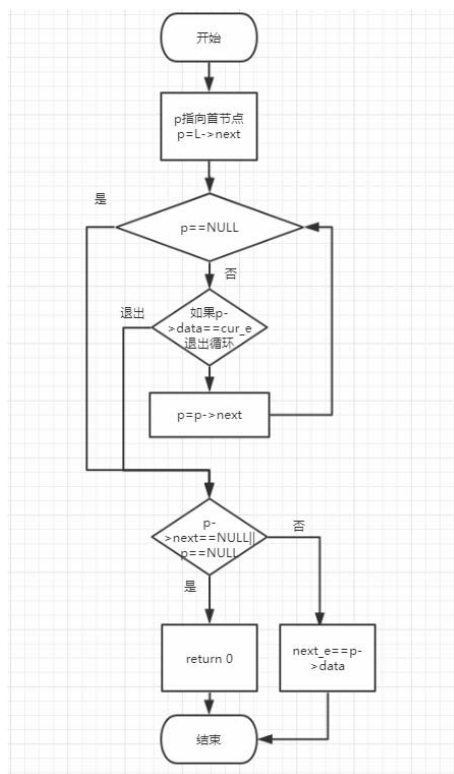 开始
p指向首节点
p=L->next
是
p==NULL
否
退出
如果p-
>data==cur_e
退出循环
p=p->next
p-
>next==NULL||
p==NULL
否
是
return 0
next_e==p-
>data
结束